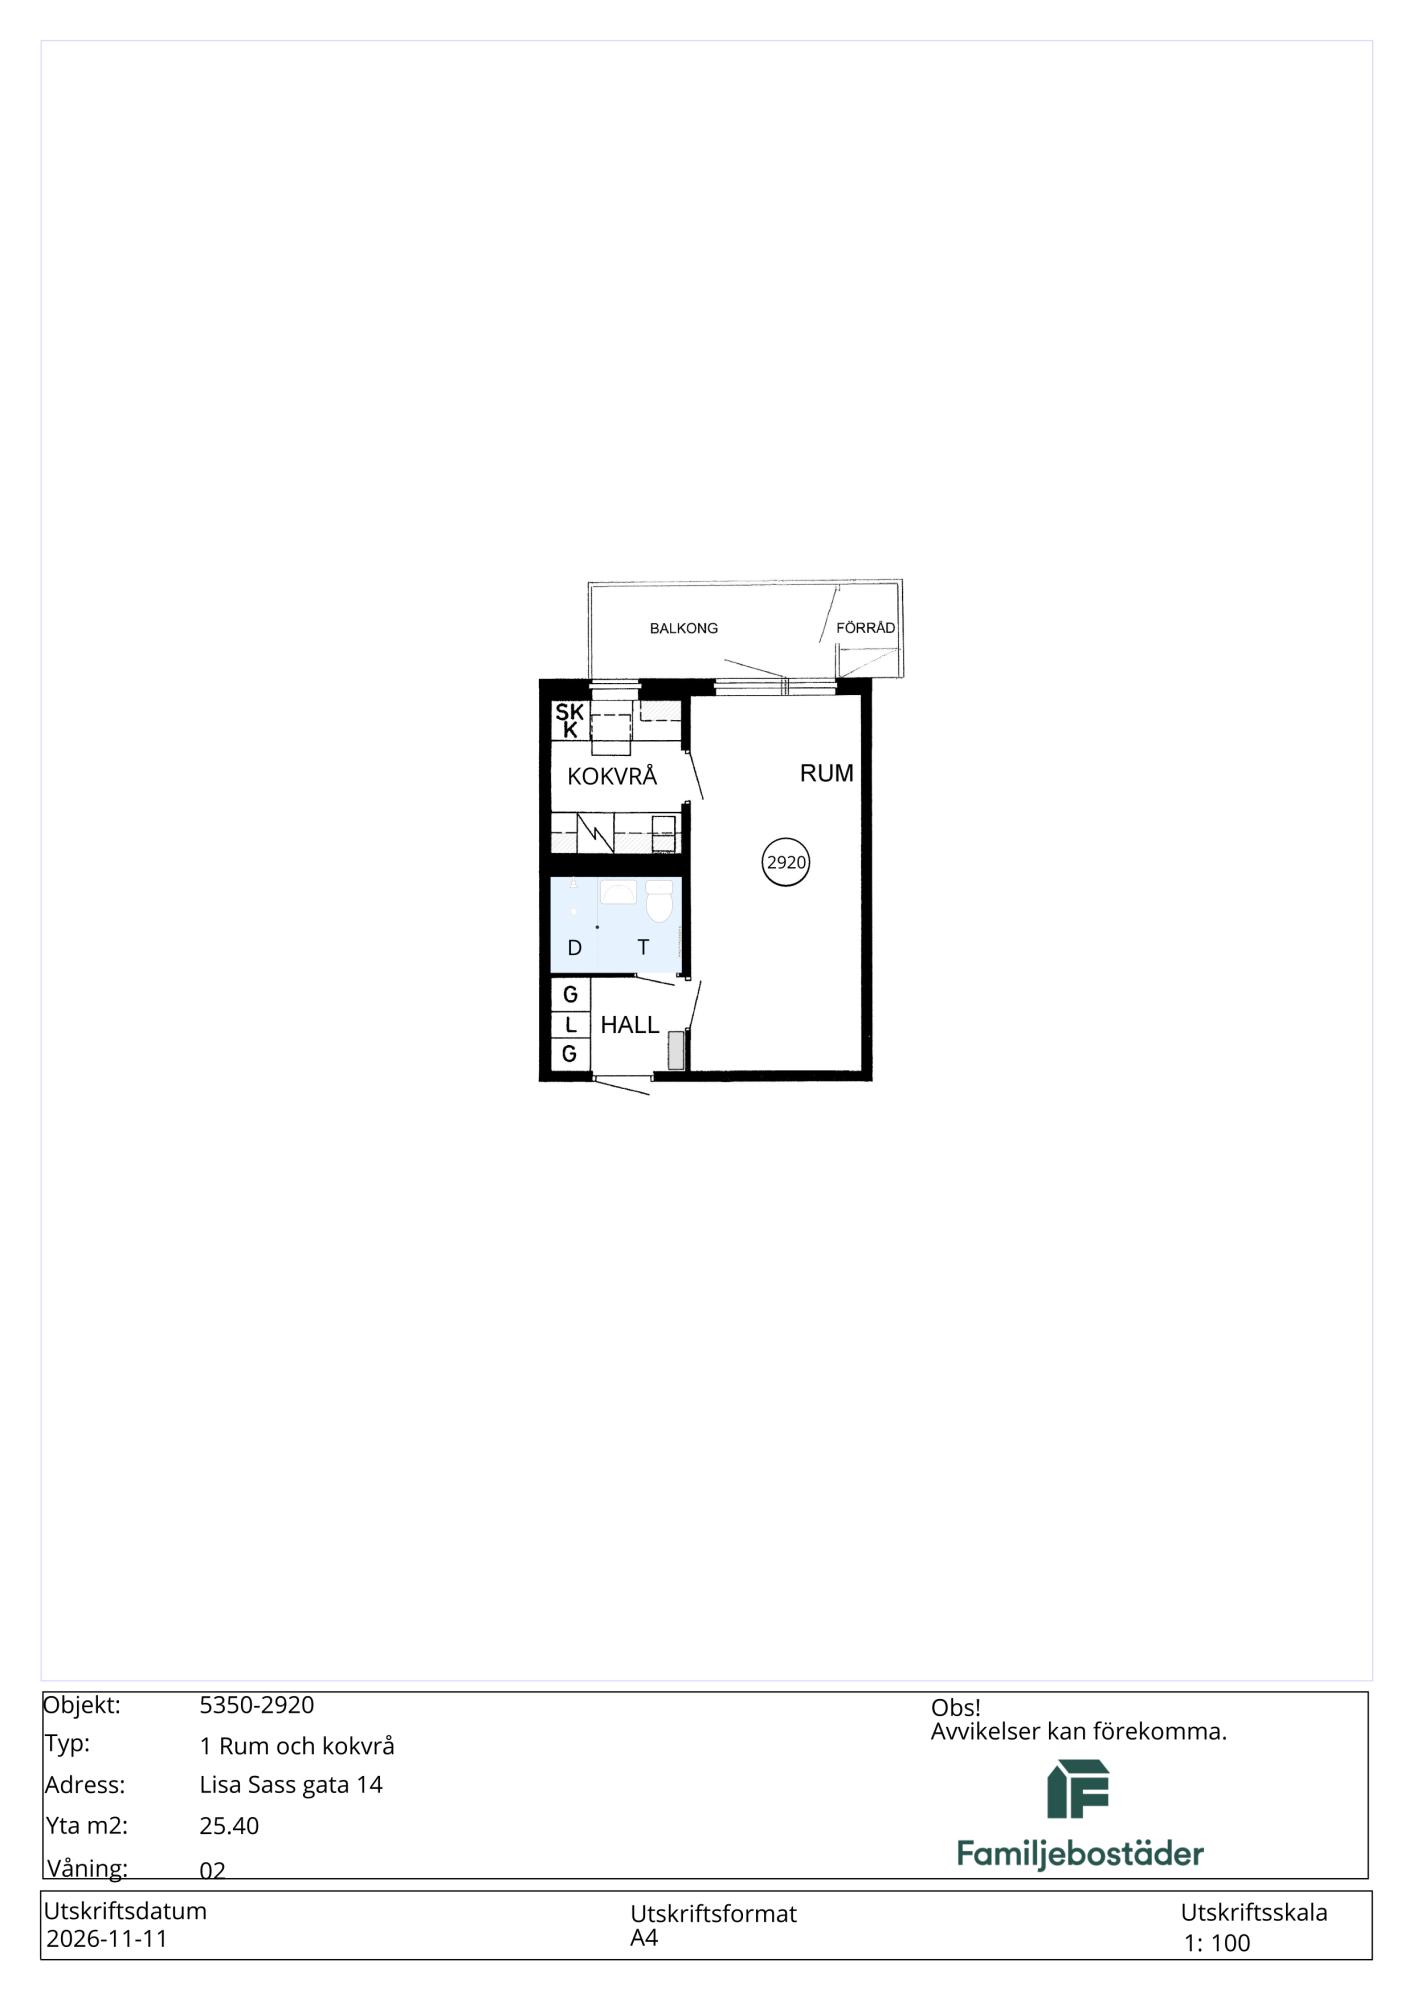 BALKONG
FÖRRÅD
SK
K
KOKVRÅ
RUM
2920
D
T
G
L
G
HALL
Objekt: 5350-2920
Typ: 1 Rum och kokvrå
Adress: Lisa Sass gata 14
Yta m2: 25.40
Våning: 02
Obs!
Avvikelser kan förekomma.
Familjebostäder
Utskriftsdatum
2026-11-11
Utskriftsformat
A4
Utskriftsskala
1: 100